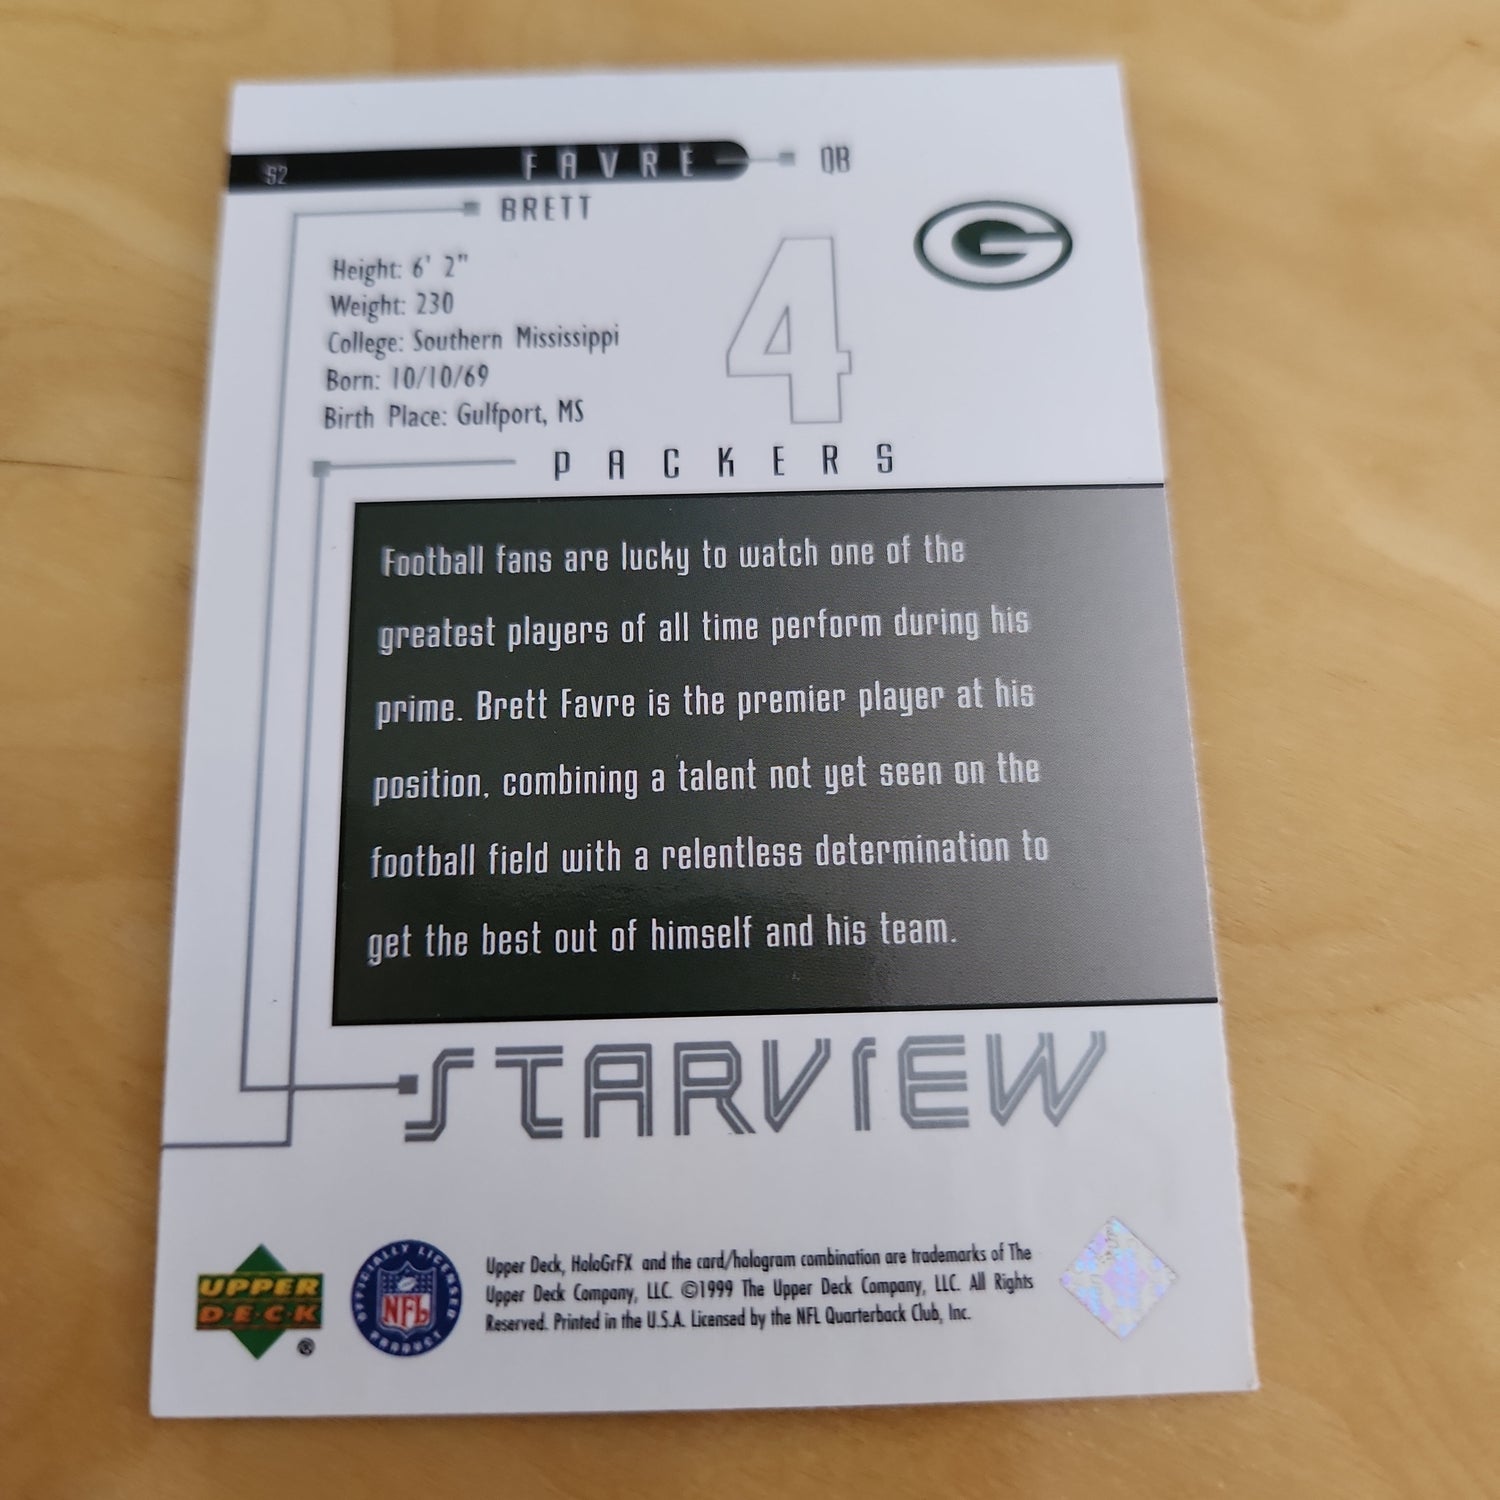 S2
FAVRE
QB
BRETT
Height: 6' 2"
Weight: 230
College: Southern Mississippi
Born: 10/10/69
Birth Place: Gulfport, MS
4
G
PACKERS
Football fans are lucky to watch one of the
greatest players of all time perform during his
prime. Brett Favre is the premier player at his
position, combining a talent not yet seen on the
football field with a relentless determination to
get the best out of himself and his team.
STARVIEW
UPPER
DECK
®
OFFICIALLY LICENSED
NFL
PRODUCT
Upper Deck, HoloGrFX and the card/hologram combination are trademarks of The
Upper Deck Company, LLC. ©1999 The Upper Deck Company, LLC. All Rights
Reserved. Printed in the U.S.A. Licensed by the NFL Quarterback Club, Inc.